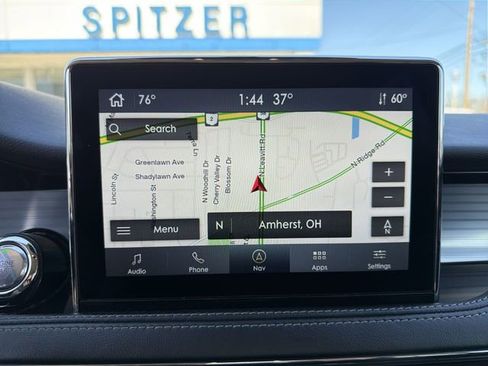 SPITZER
76° 1:44 37° 60°
2
Search
Greenlawn Ave
Shadylawn Ave
Lincoln St
N Woodhill Dr
Cherry Valley Dr
Blossom Dr
N Leavitt Rd
N Ridge Rd
Menu
N Amherst, OH
N
Audio Phone Nav Apps Settings